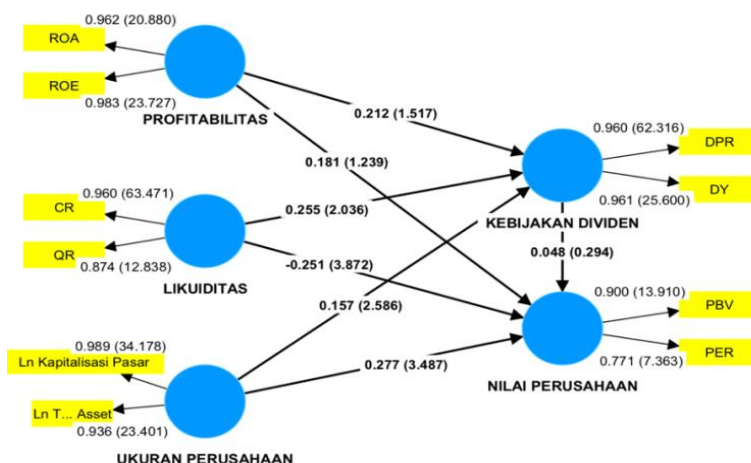 0.962 (20.880)
ROA
ROE
0.983 (23.727)
PROFITABILITAS
0.212 (1.517)
0.181 (1.239)
0.960 (62.316)
DPR
DY
0.961 (25.600)
KEBIJAKAN DIVIDEN
0.960 (63.471)
CR
QR
0.874 (12.838)
LIKUIDITAS
0.255 (2.036)
-0.251 (3.872)
0.048 (0.294)
0.157 (2.586)
0.900 (13.910)
PBV
PER
0.771 (7.363)
NILAI PERUSAHAAN
0.989 (34.178)
Ln Kapitalisasi Pasar
Ln T... Asset
0.936 (23.401)
0.277 (3.487)
UKURAN PERUSAHAAN